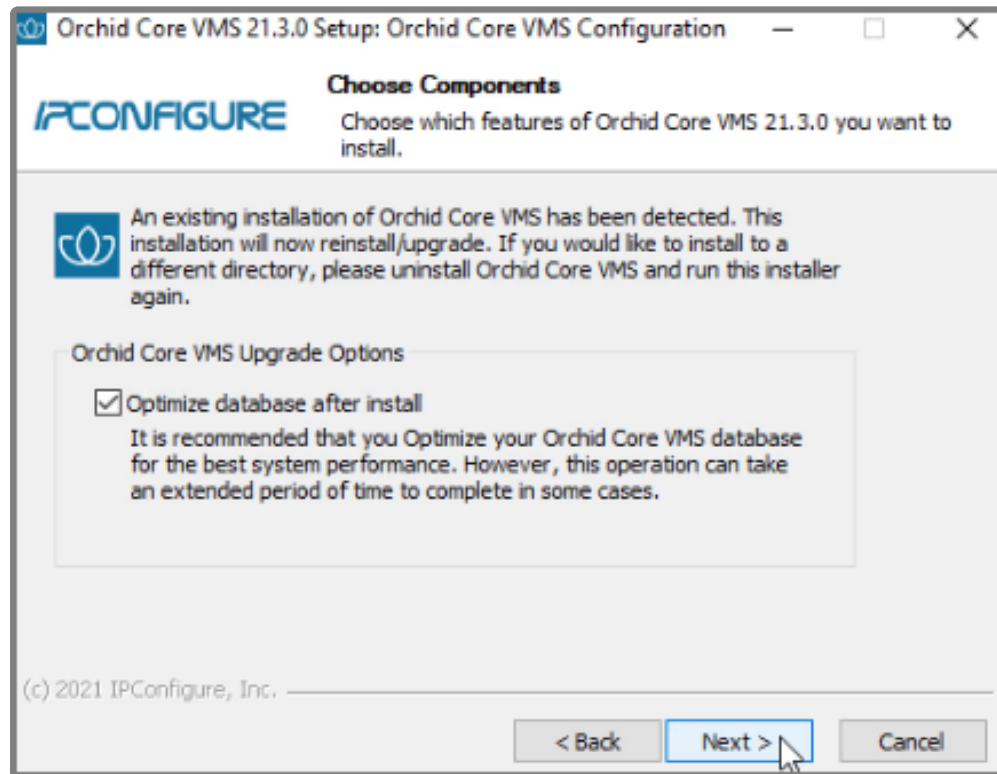 Orchid Core VMS 21.3.0 Setup: Orchid Core VMS Configuration
IPCONFIGURE
Choose Components
Choose which features of Orchid Core VMS 21.3.0 you want to
install.
An existing installation of Orchid Core VMS has been detected. This
installation will now reinstall/upgrade. If you would like to install to a
different directory, please uninstall Orchid Core VMS and run this installer
again.
Orchid Core VMS Upgrade Options
Optimize database after install
It is recommended that you Optimize your Orchid Core VMS database
for the best system performance. However, this operation can take
an extended period of time to complete in some cases.
(c) 2021 IPConfigure, Inc.
< Back
Next >
Cancel